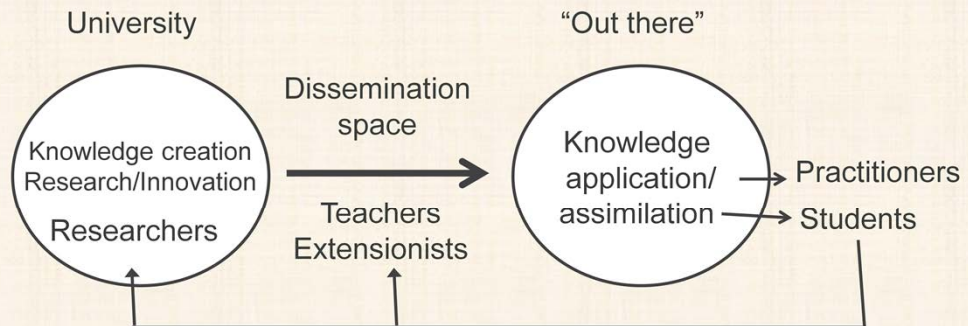 University
“Out there”
Dissemination
space
Knowledge creation
Research/Innovation
Researchers
Teachers
Extensionists
Knowledge
application/
assimilation
Practitioners
Students